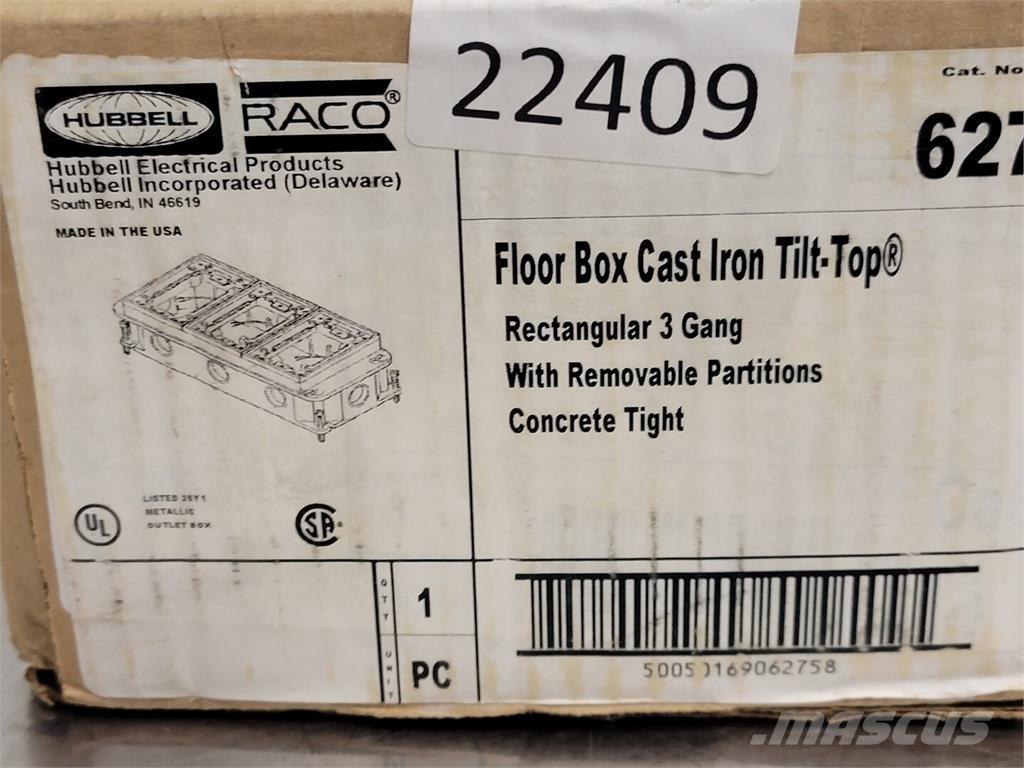 22409
Cat. No
627
HUBBELL
RACO®
Hubbell Electrical Products
Hubbell Incorporated (Delaware)
South Bend, IN 46619
MADE IN THE USA
Floor Box Cast Iron Tilt-Top®
Rectangular 3 Gang
With Removable Partitions
Concrete Tight
UL
LISTED 25Y1
METALLIC
OUTLET BOX
SA
QTY
1
UNIT
PC
50050169062758
MASCUS